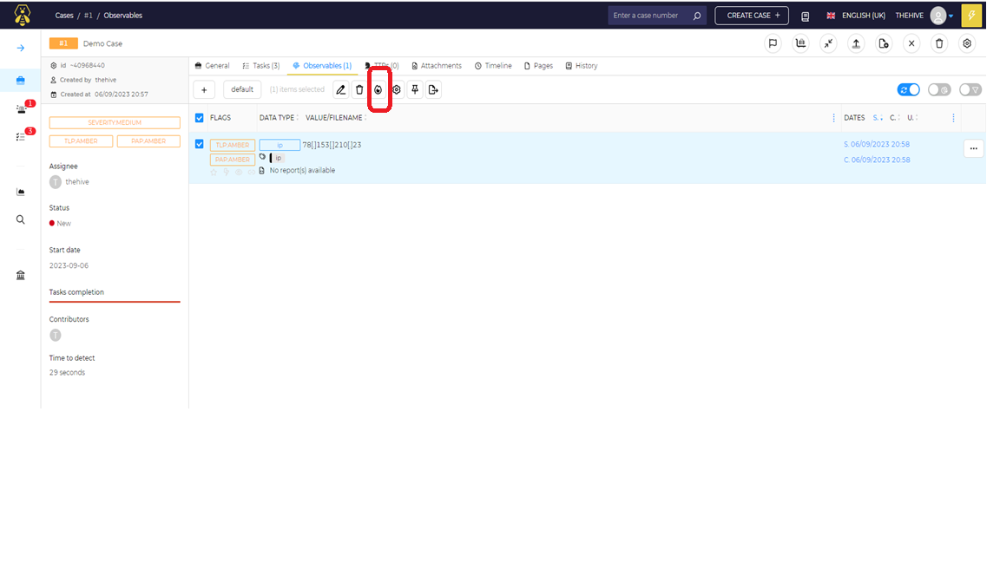 Cases / #1 / Observables
Enter a case number
CREATE CASE +
ENGLISH (UK)
THEHIVE
#1 Demo Case
id ~40968440
Created by thehive
Created at 06/09/2023 20:57
SEVERITY:MEDIUM
TLP:AMBER PAP:AMBER
Assignee
T thehive
Status
New
Start date
2023-09-06
Tasks completion
Contributors
T
Time to detect
29 seconds
1
3
General Tasks (3) Observables (1) TTPs (0) Attachments Timeline Pages History
+ default (1) items selected
FLAGS DATA TYPE VALUE/FILENAME DATES S. C. U.
TLP:AMBER ip 78[.]153[.]210[.]23 S. 06/09/2023 20:58
PAP:AMBER ip C. 06/09/2023 20:58
No report(s) available